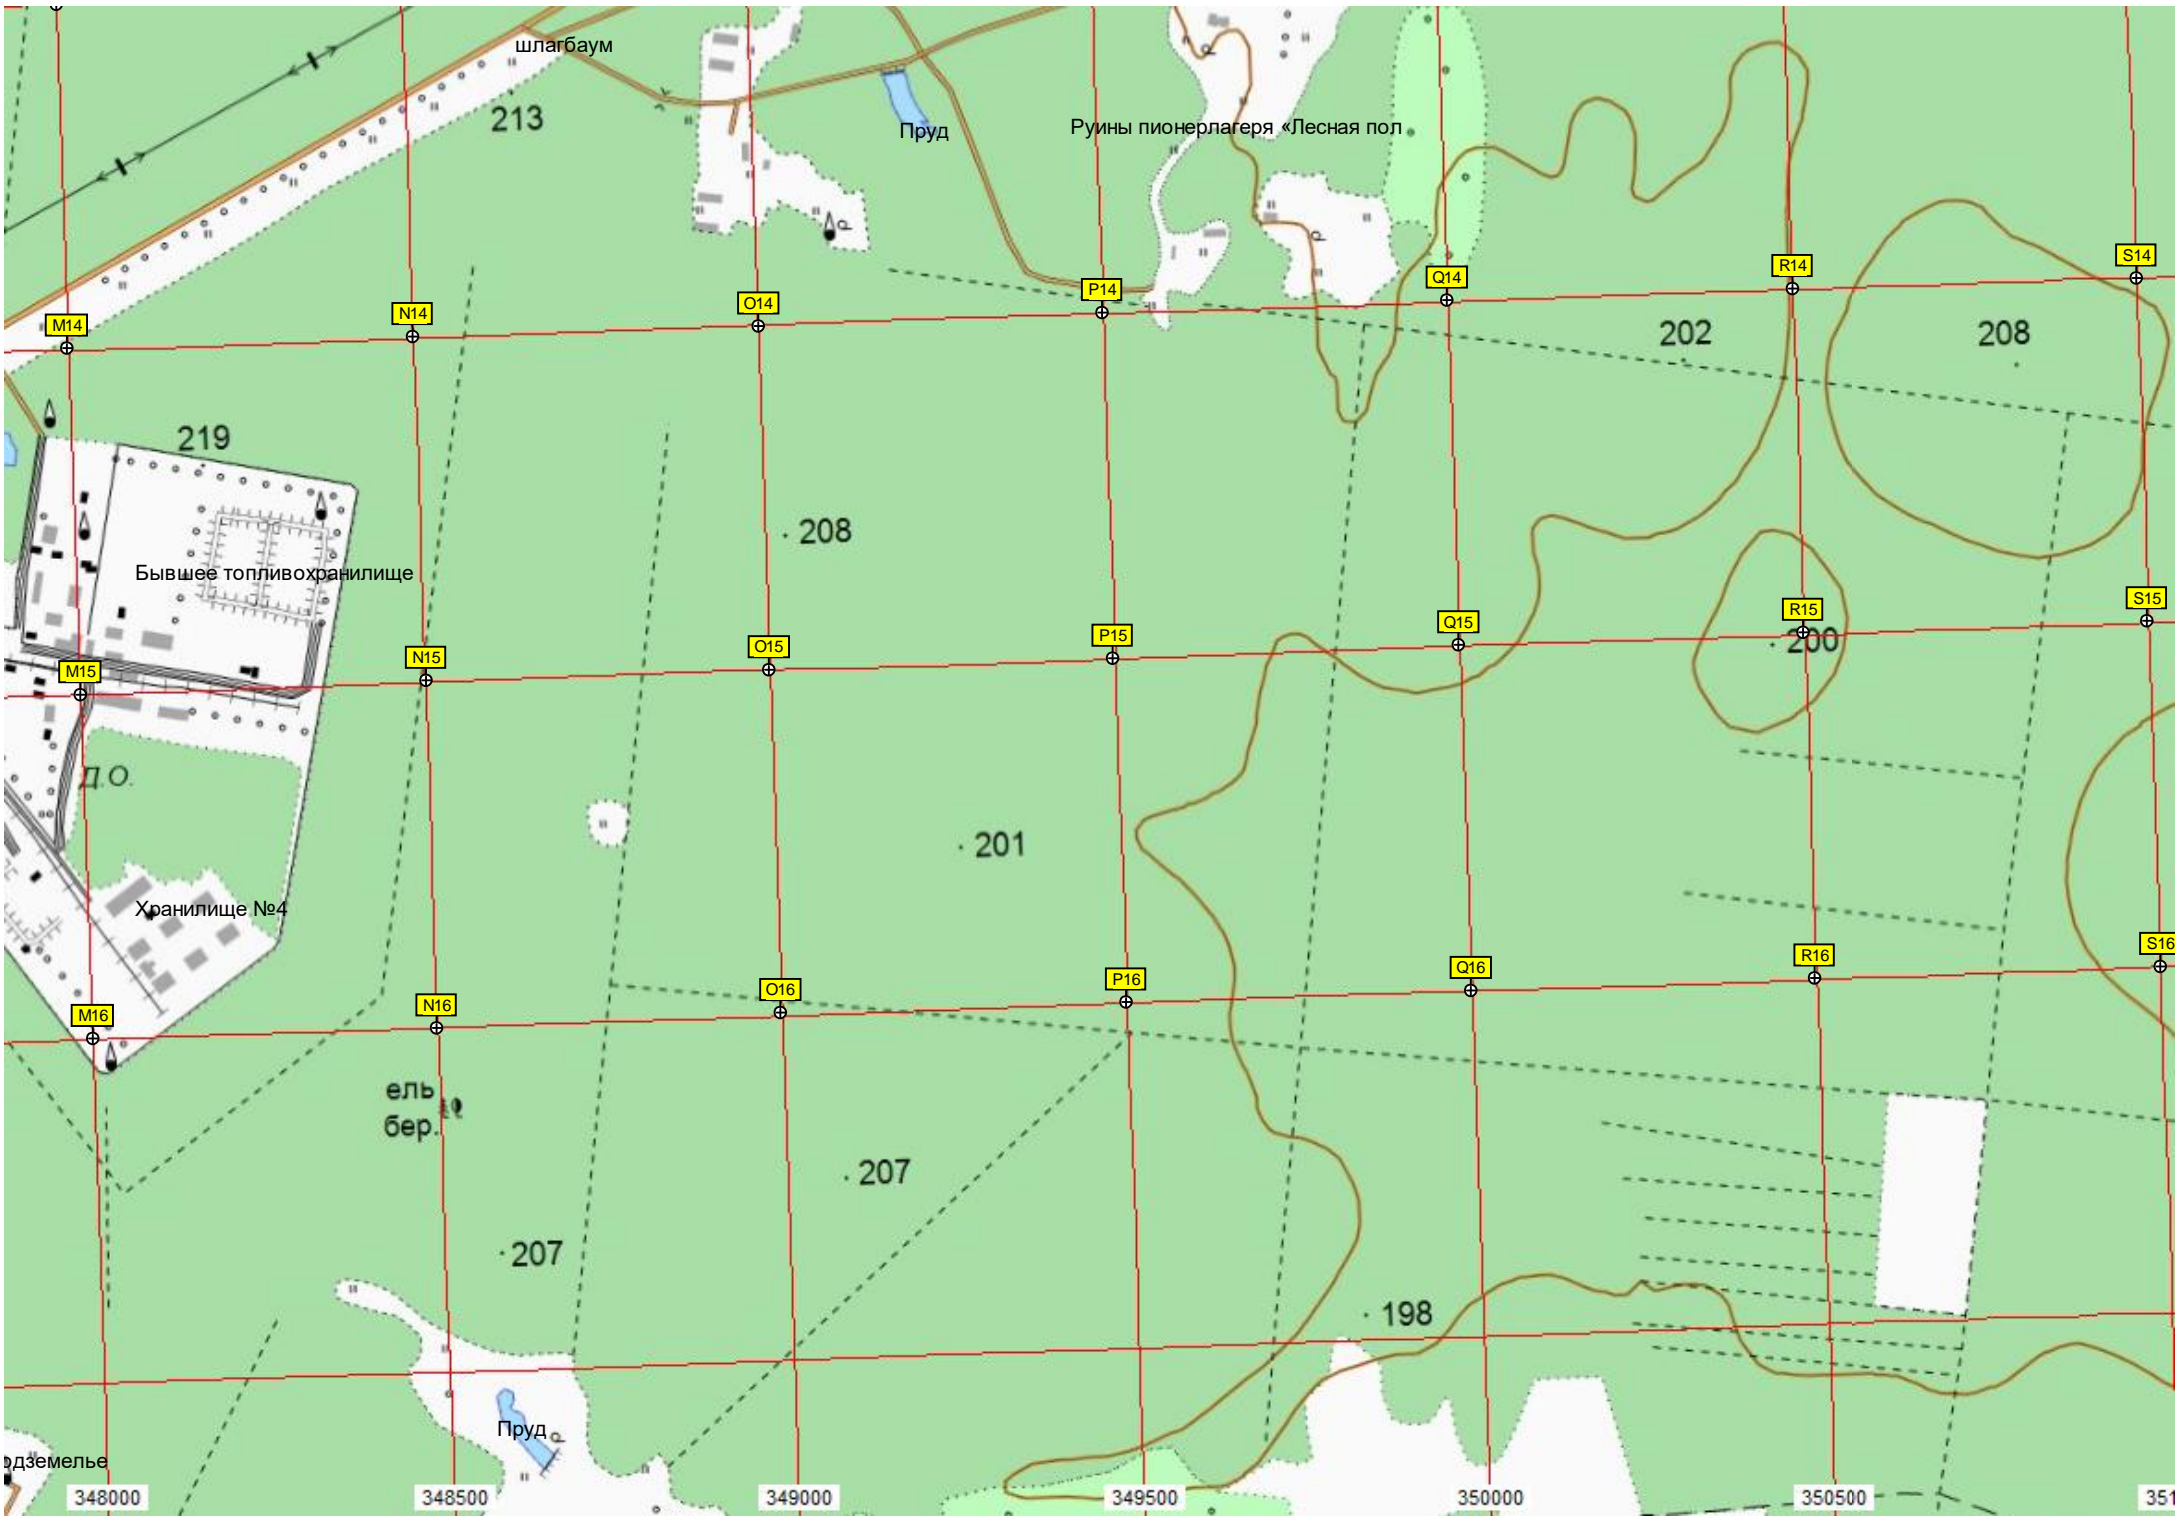 шлагбаум
213
Пруд
Руины пионерлагеря «Лесная пол
S14
R14
Q14
P14
O14
N14
M14
202
208
219
208
Бывшее топливохранилище
S15
R15
Q15
P15
O15
N15
M15
200
Д.О.
201
Хранилище №4
S16
R16
Q16
P16
O16
N16
M16
ель
бер.
207
207
198
Пруд
одземелье
348000
348500
349000
349500
350000
350500
351